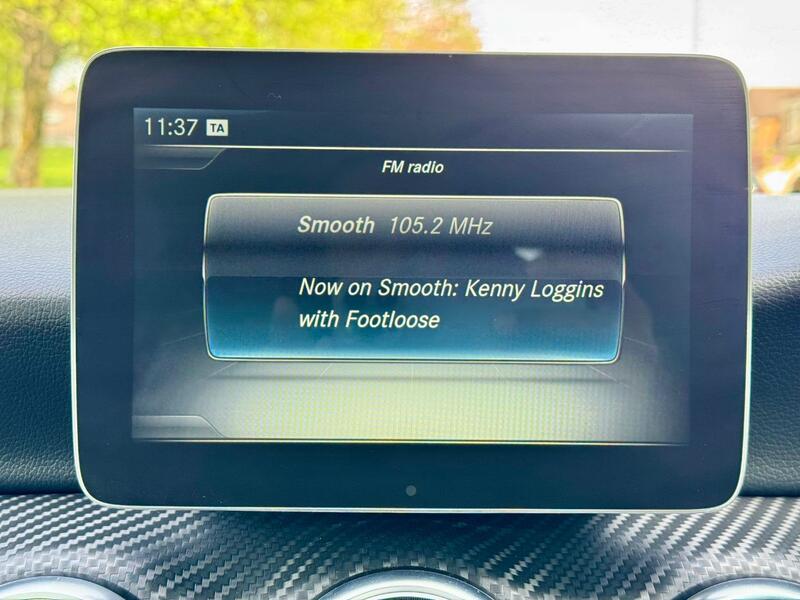 11:37 TA
FM radio
Smooth 105.2 MHz
Now on Smooth: Kenny Loggins
with Footloose